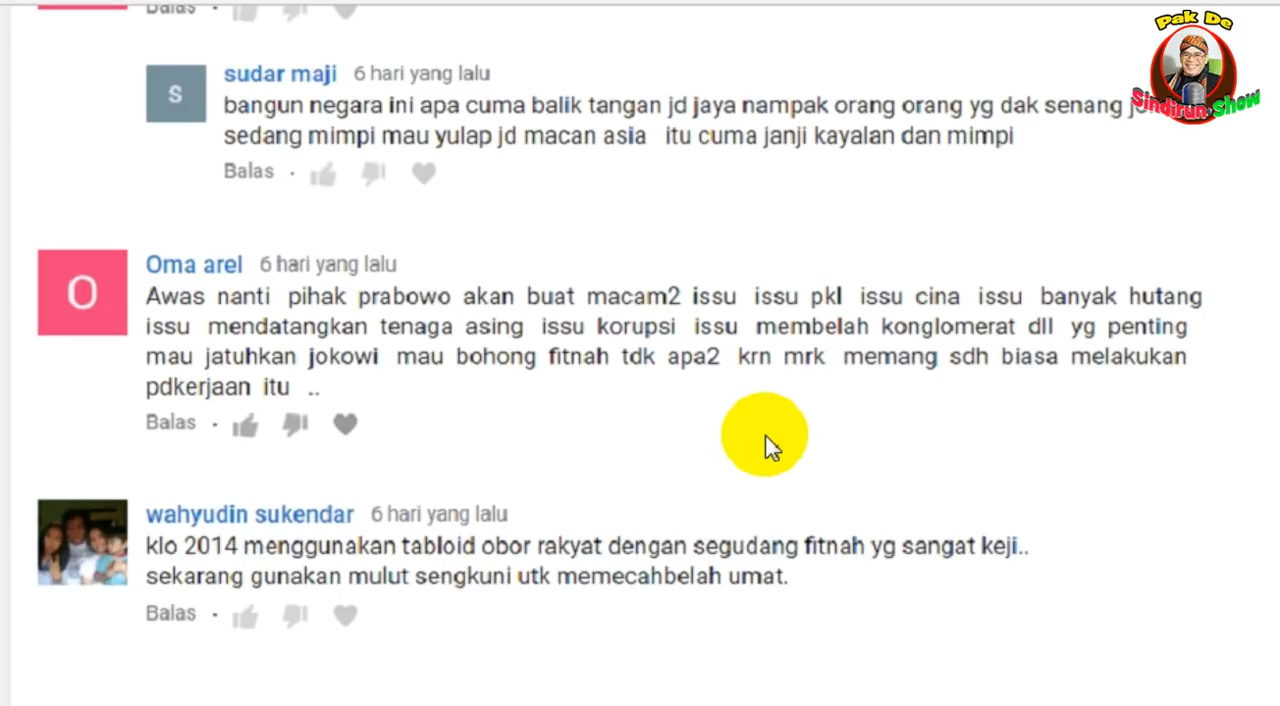 Balas
Pak De
Sindirun Show
sudar maji 6 hari yang lalu
S
bangun negara ini apa cuma balik tangan jd jaya nampak orang orang yg dak senang
sedang mimpi mau yulap jd macan asia itu cuma janji kayalan dan mimpi
Balas ·
O
Oma arel 6 hari yang lalu
Awas nanti pihak prabowo akan buat macam2 issu issu pkl issu cina issu banyak hutang
issu mendatangkan tenaga asing issu korupsi issu membelah konglomerat dll yg penting
mau jatuhkan jokowi mau bohong fitnah tdk apa2 krn mrk memang sdh biasa melakukan
pdkerjaan itu ..
Balas ·
wahyudin sukendar 6 hari yang lalu
klo 2014 menggunakan tabloid obor rakyat dengan segudang fitnah yg sangat keji..
sekarang gunakan mulut sengkuni utk memecahbelah umat.
Balas ·